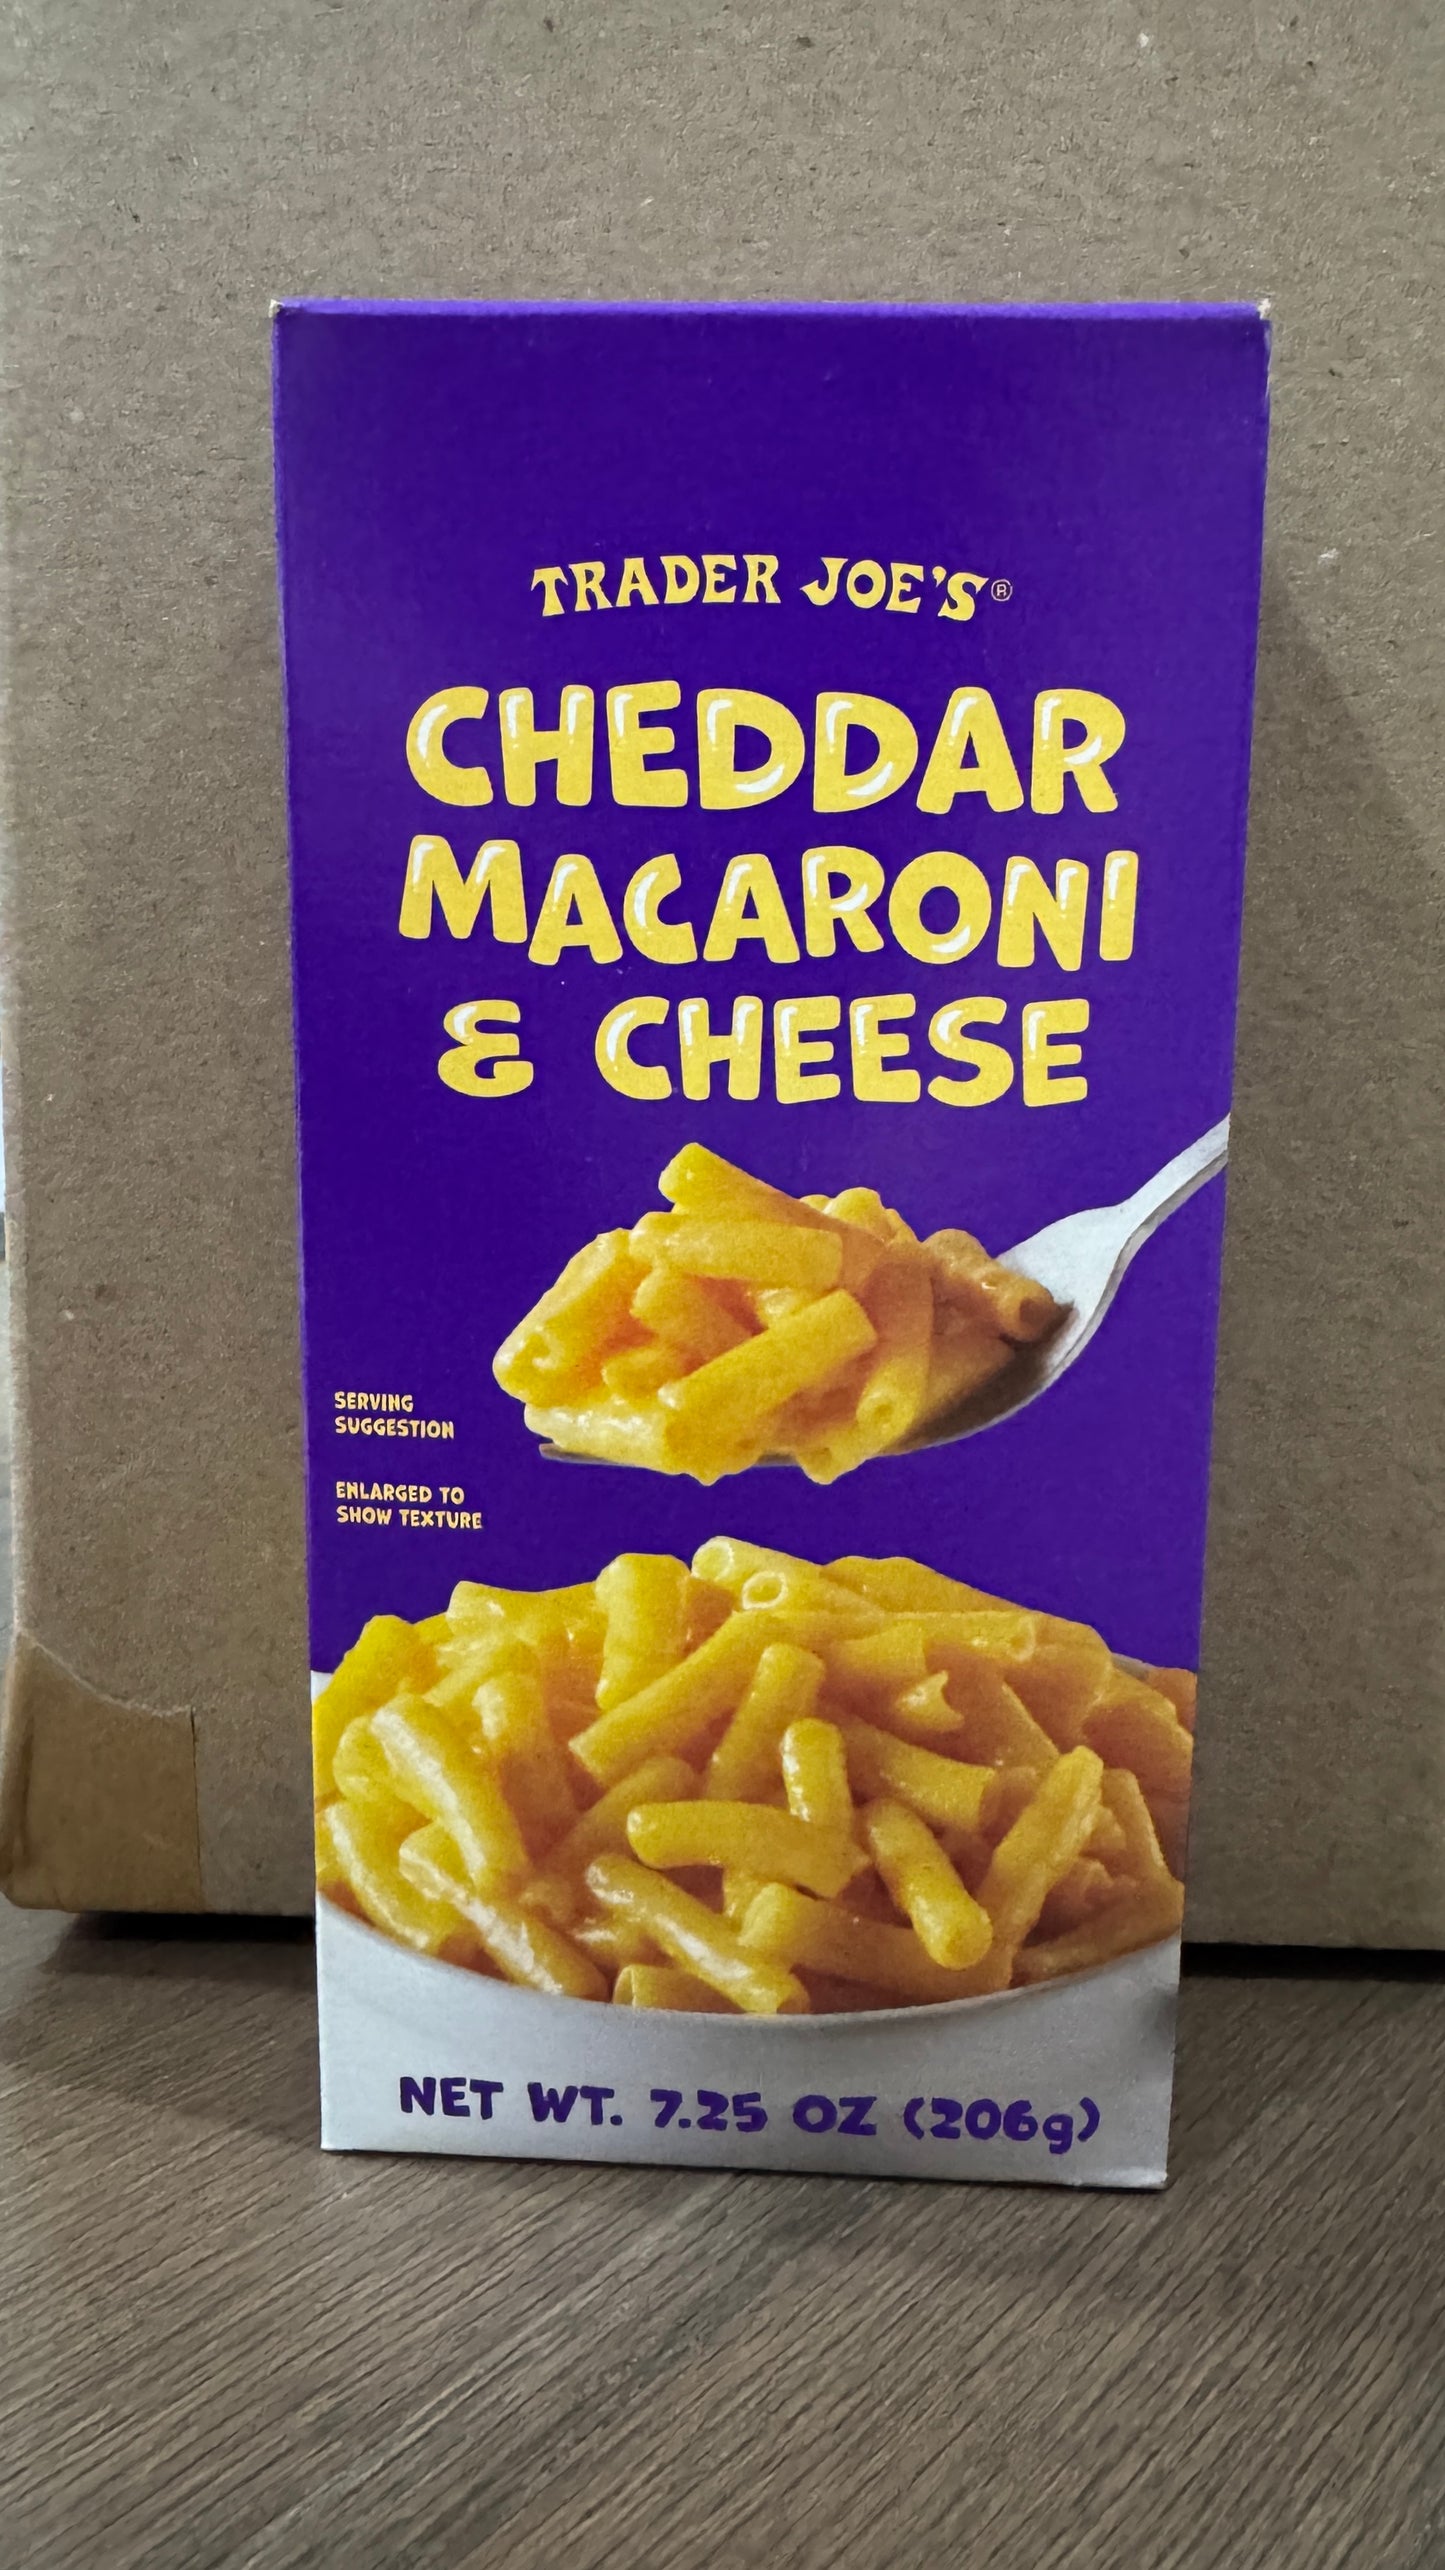 TRADER JOE'S®
CHEDDAR
MACARONI
& CHEESE
SERVING
SUGGESTION
ENLARGED TO
SHOW TEXTURE
NET WT. 7.25 OZ (206g)